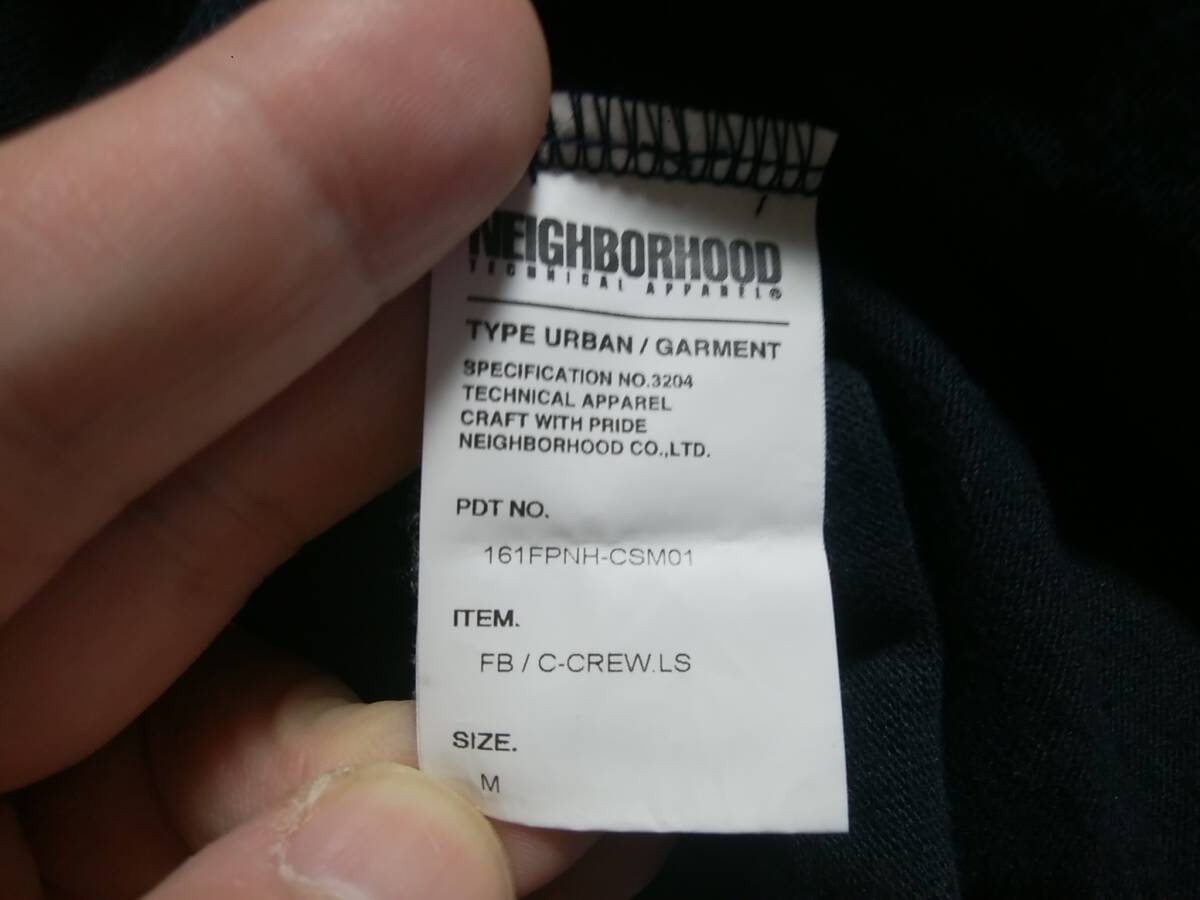 NEIGHBORHOOD
TECHNICAL APPAREL®
TYPE URBAN / GARMENT
SPECIFICATION NO.3204
TECHNICAL APPAREL
CRAFT WITH PRIDE
NEIGHBORHOOD CO.,LTD.
PDT NO.
161FPNH-CSM01
ITEM.
FB / C-CREW.LS
SIZE.
M